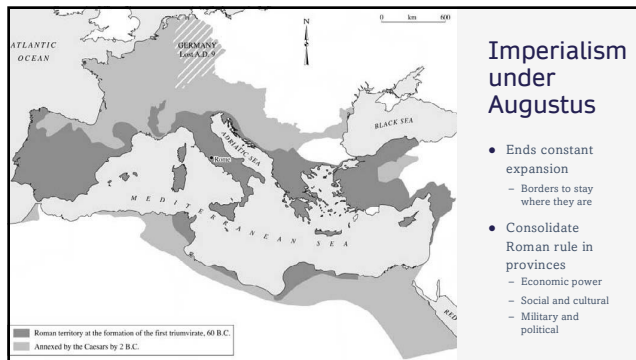 ATLANTIC
OCEAN
GERMANY
Lost A.D. 9
N
0 km 600
BLACK SEA
ADRIATIC SEA
Rome
MEDITERRANEAN SEA
RED
Roman territory at the formation of the first triumvirate, 60 B.C.
Annexed by the Caesars by 2 B.C.
Imperialism
under
Augustus
● Ends constant
expansion
– Borders to stay
where they are
● Consolidate
Roman rule in
provinces
– Economic power
– Social and cultural
– Military and
political